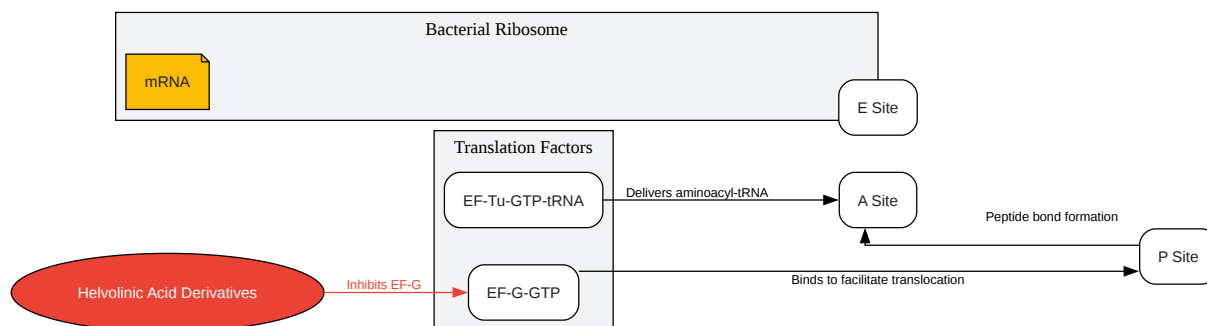 Bacterial Ribosome
mRNA
E Site
Translation Factors
EF-Tu-GTP-tRNA
Delivers aminoacyl-tRNA
A Site
Peptide bond formation
P Site
Helvolinic Acid Derivatives
Inhibits EF-G
EF-G-GTP
Binds to facilitate translocation